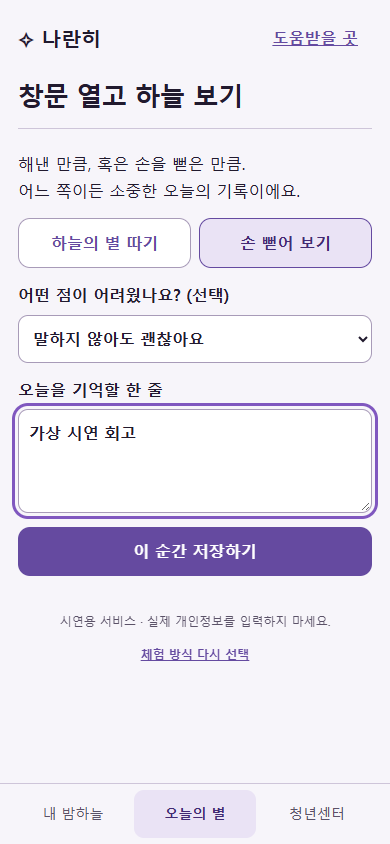 나란히
도움받을 곳
창문 열고 하늘 보기
해낸 만큼, 혹은 손을 뻗은 만큼.
어느 쪽이든 소중한 오늘의 기록이에요.
하늘의 별 따기
손 뻗어 보기
어떤 점이 어려웠나요? (선택)
말하지 않아도 괜찮아요
오늘을 기억할 한 줄
가상 시연 회고
이 순간 저장하기
시연용 서비스 · 실제 개인정보를 입력하지 마세요.
체험 방식 다시 선택
내 밤하늘
오늘의 별
청년센터